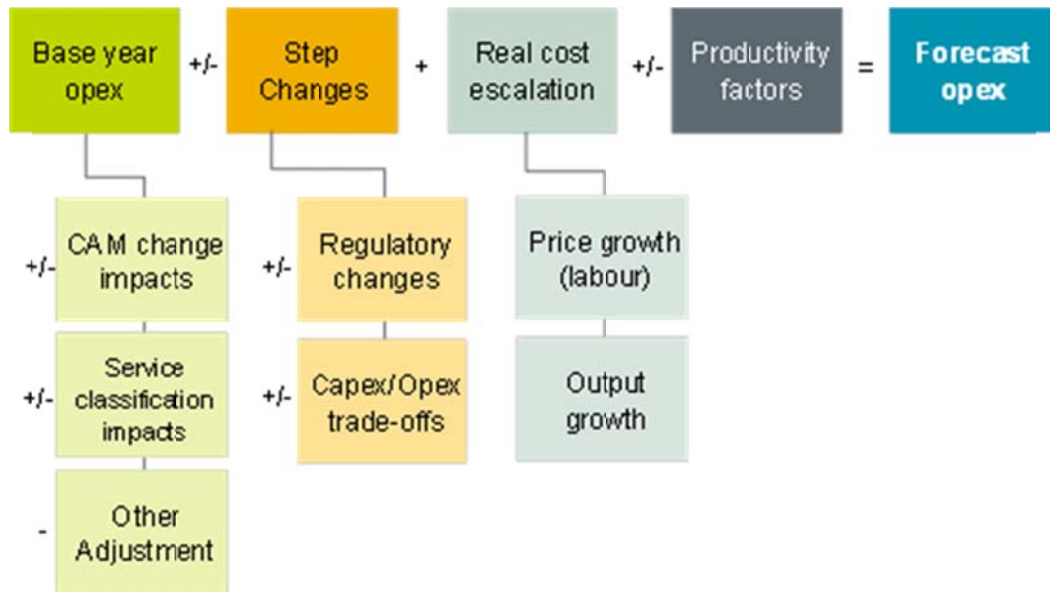 Base year
opex
+/-
Step
Changes
+
Real cost
escalation
+/-
Productivity
factors
=
Forecast
opex
+/-
CAM change
impacts
+/-
Regulatory
changes
Price growth
(labour)
+/-
Service
classification
impacts
+/-
Capex/Opex
trade-offs
Output
growth
-
Other
Adjustment